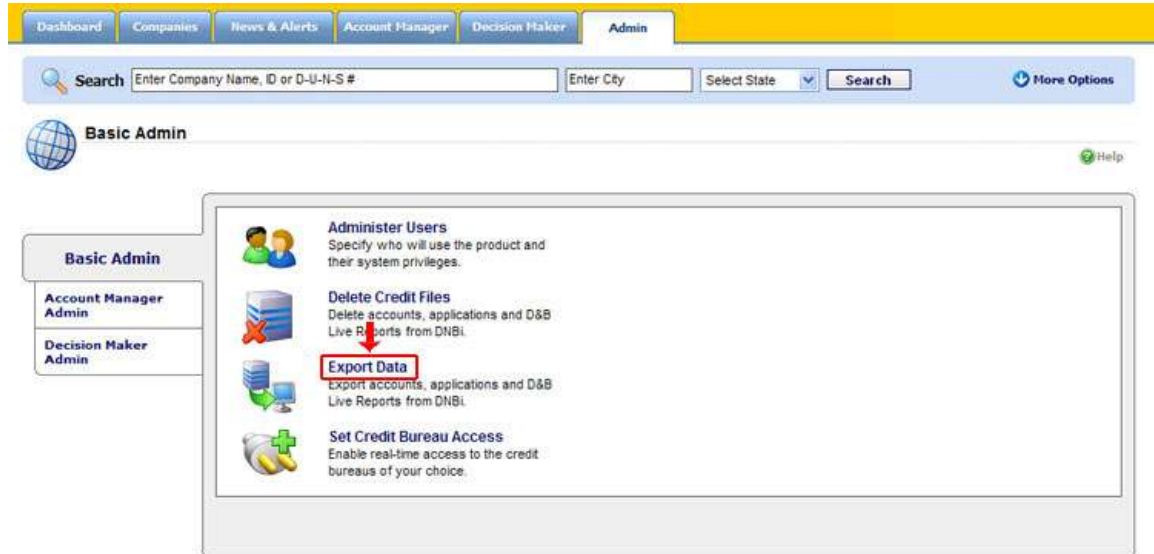 Dashboard Companies News & Alerts Account Manager Decision Maker Admin
Search Enter Company Name, ID or D-U-N-S # Enter City Select State Search More Options
Basic Admin
Help
Basic Admin
Account Manager
Admin
Decision Maker
Admin
Administer Users
Specify who will use the product and
their system privileges.
Delete Credit Files
Delete accounts, applications and D&B
Live Reports from DNBi.
Export Data
Export accounts, applications and D&B
Live Reports from DNBi.
Set Credit Bureau Access
Enable real-time access to the credit
bureaus of your choice.